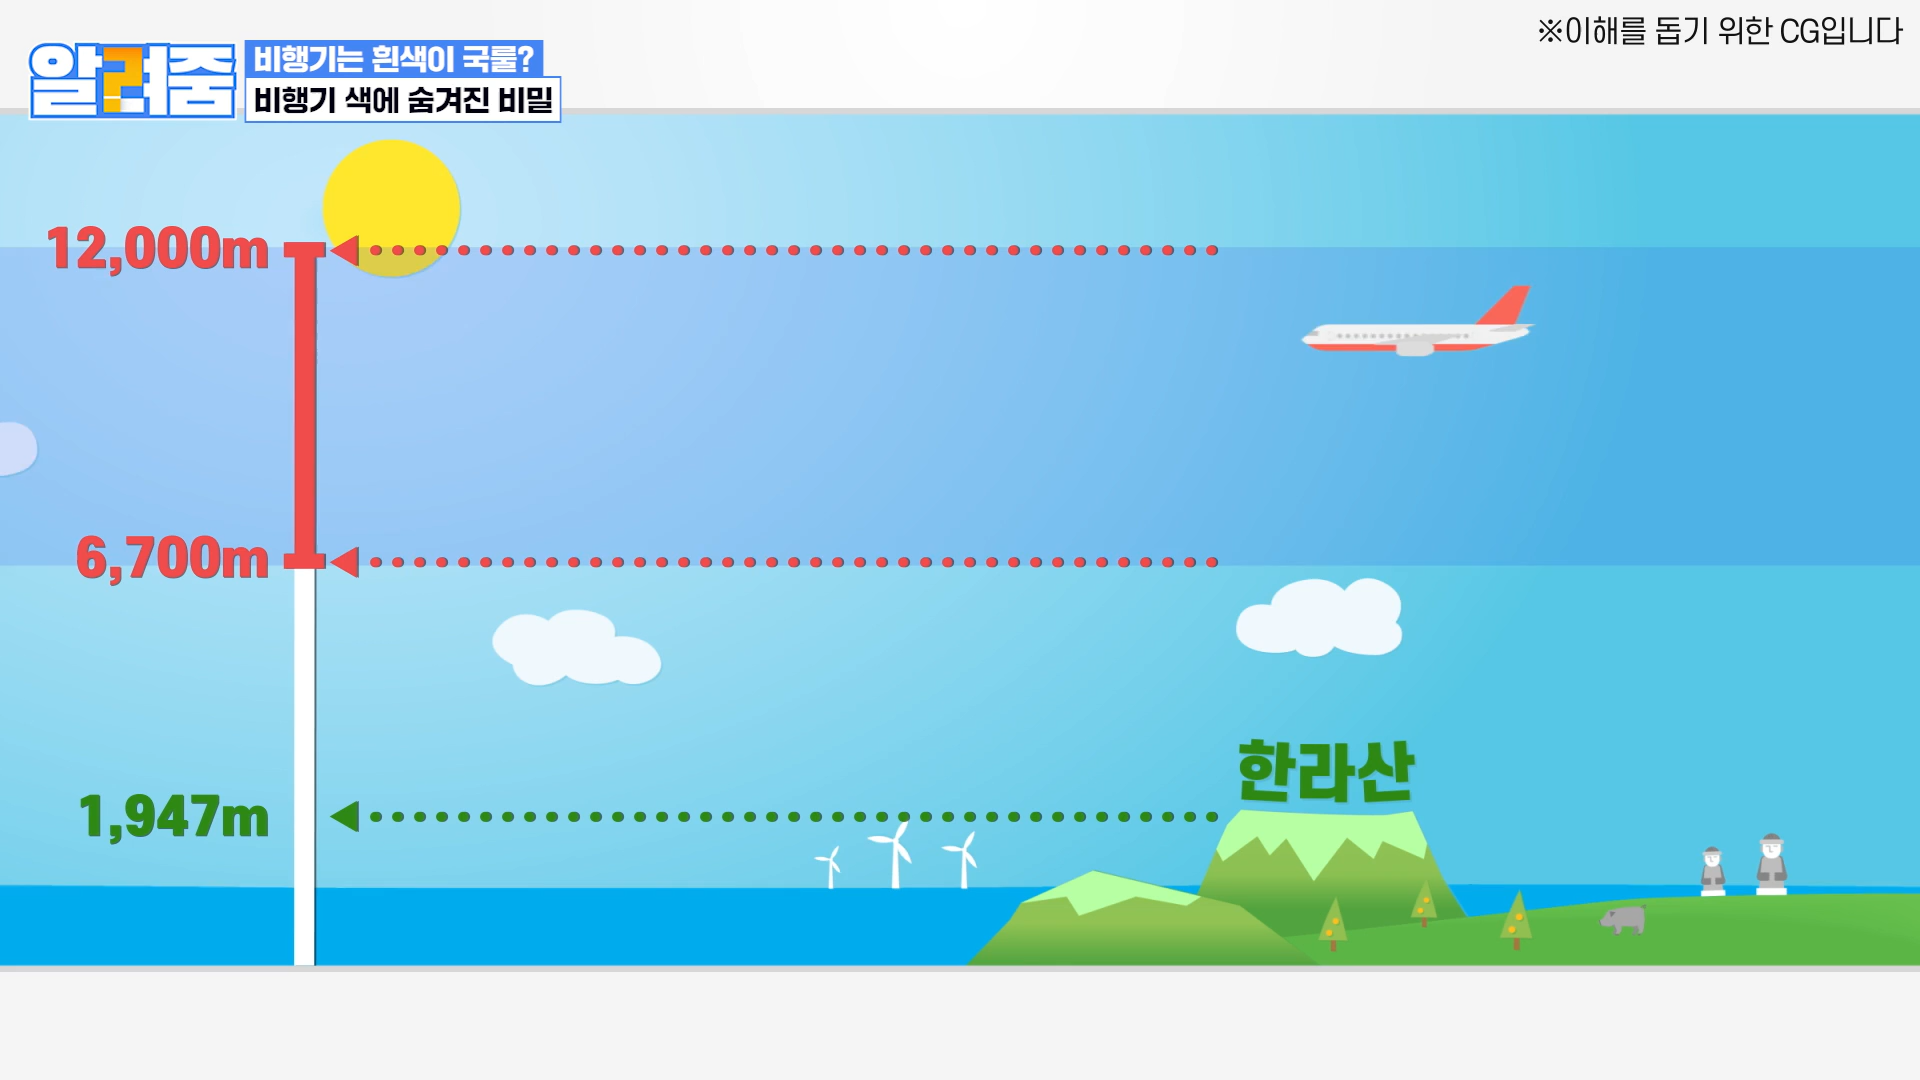 ※이해를 돕기 위한 CG입니다
알려줌
비행기는 흰색이 국룰?
비행기 색에 숨겨진 비밀
12,000m
6,700m
한라산
1,947m